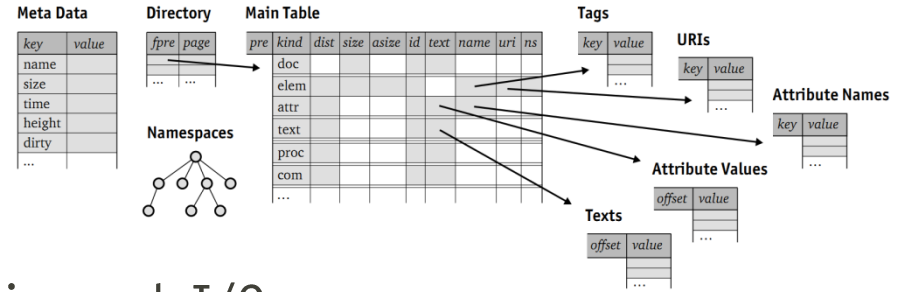 Meta Data
key value
name
size
time
height
dirty
...
Directory
fpre page
... ...
Namespaces
Main Table
pre kind dist size asize id text name uri ns
doc
elem
attr
text
proc
com
...
Tags
key value
...
URIs
key value
...
Attribute Names
key value
...
Attribute Values
offset value
...
Texts
offset value
...